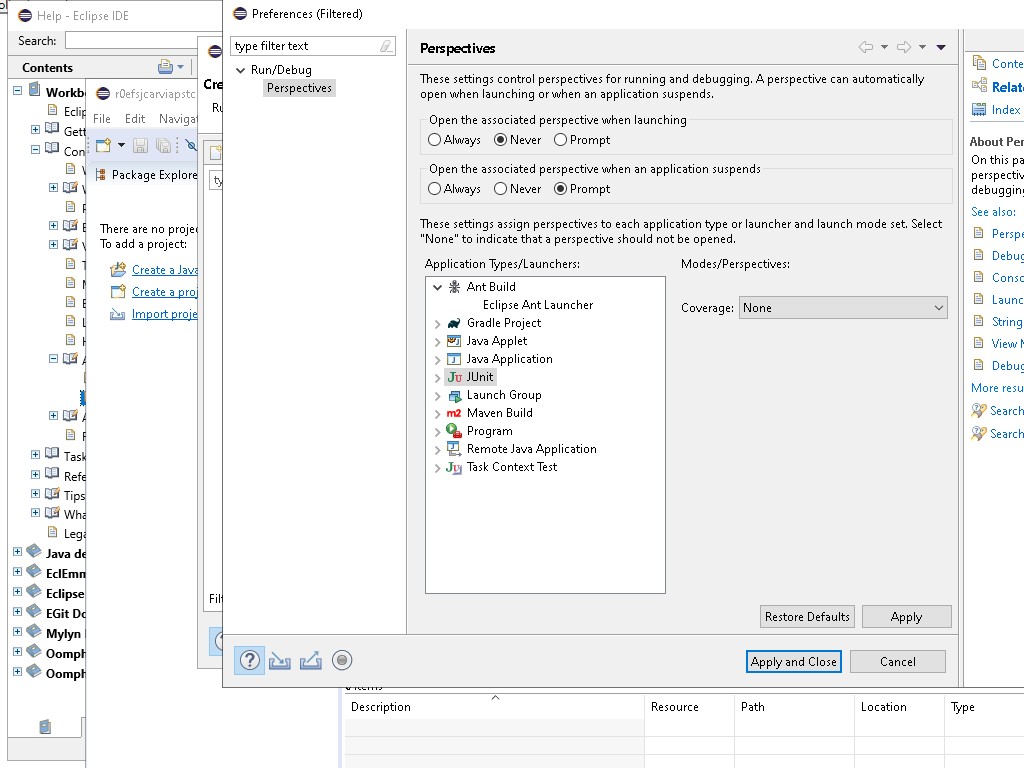 Help - Eclipse IDE
Search:
Contents
Workb
Eclip
Gett
Con
Task
Refe
Tips
Wha
Lega
Java de
EclEmm
Eclipse
EGit Do
Mylyn
Oomph
Oomph
r0efsjcarviapstc
File Edit Navigat
Package Explore
There are no proje
To add a project:
Create a Java
Create a proj
Import proje
Cre
Ru
ty
Filt
Preferences (Filtered)
type filter text
Run/Debug
Perspectives
Perspectives
These settings control perspectives for running and debugging. A perspective can automatically
open when launching or when an application suspends.
Open the associated perspective when launching
Always Never Prompt
Open the associated perspective when an application suspends
Always Never Prompt
These settings assign perspectives to each application type or launcher and launch mode set. Select
"None" to indicate that a perspective should not be opened.
Application Types/Launchers:
Ant Build
Eclipse Ant Launcher
Gradle Project
Java Applet
Java Application
JUnit
Launch Group
m2 Maven Build
Program
Remote Java Application
Task Context Test
Modes/Perspectives:
Coverage: None
Restore Defaults Apply
Apply and Close Cancel
Conte
Relate
Index
About Per
On this pa
perspectiv
debugging
See also:
Perspe
Debug
Conso
Launc
String
View M
Debug
More resu
Search
Search
0 items
Description Resource Path Location Type